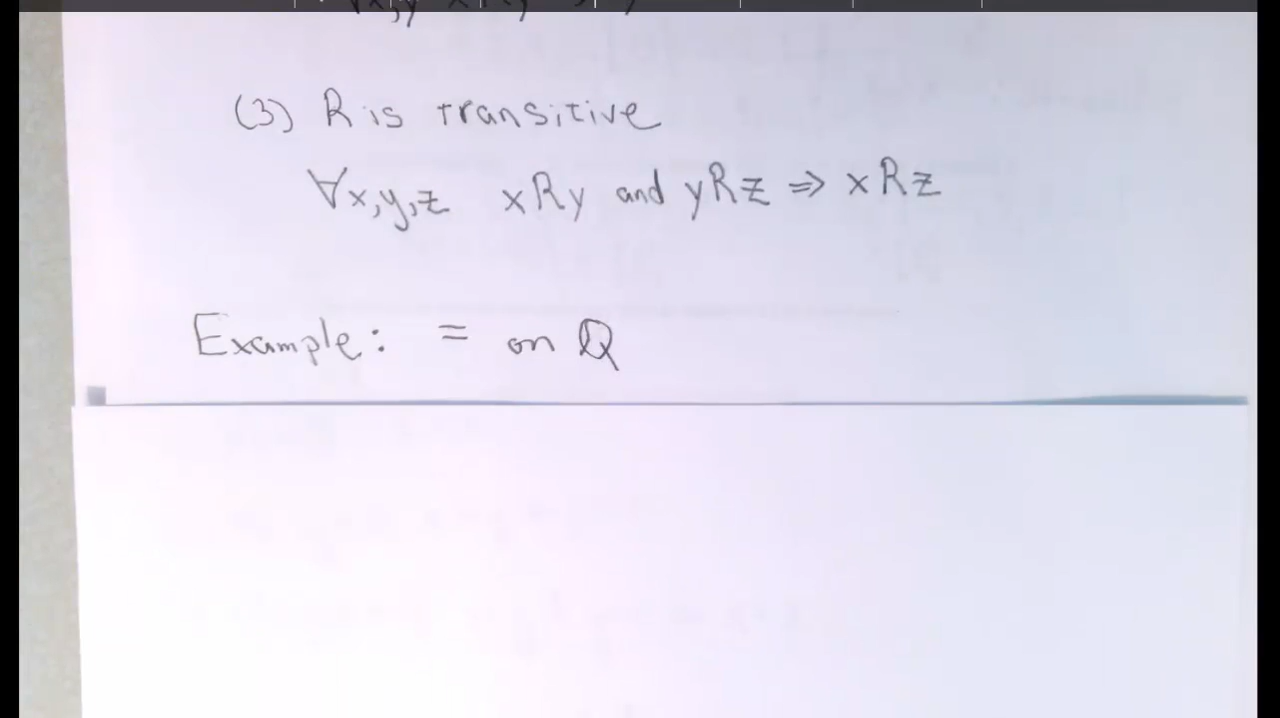 (3) R is transitive
∀x,y,z xRy and yRz ⇒ xRz
Example: = on Q